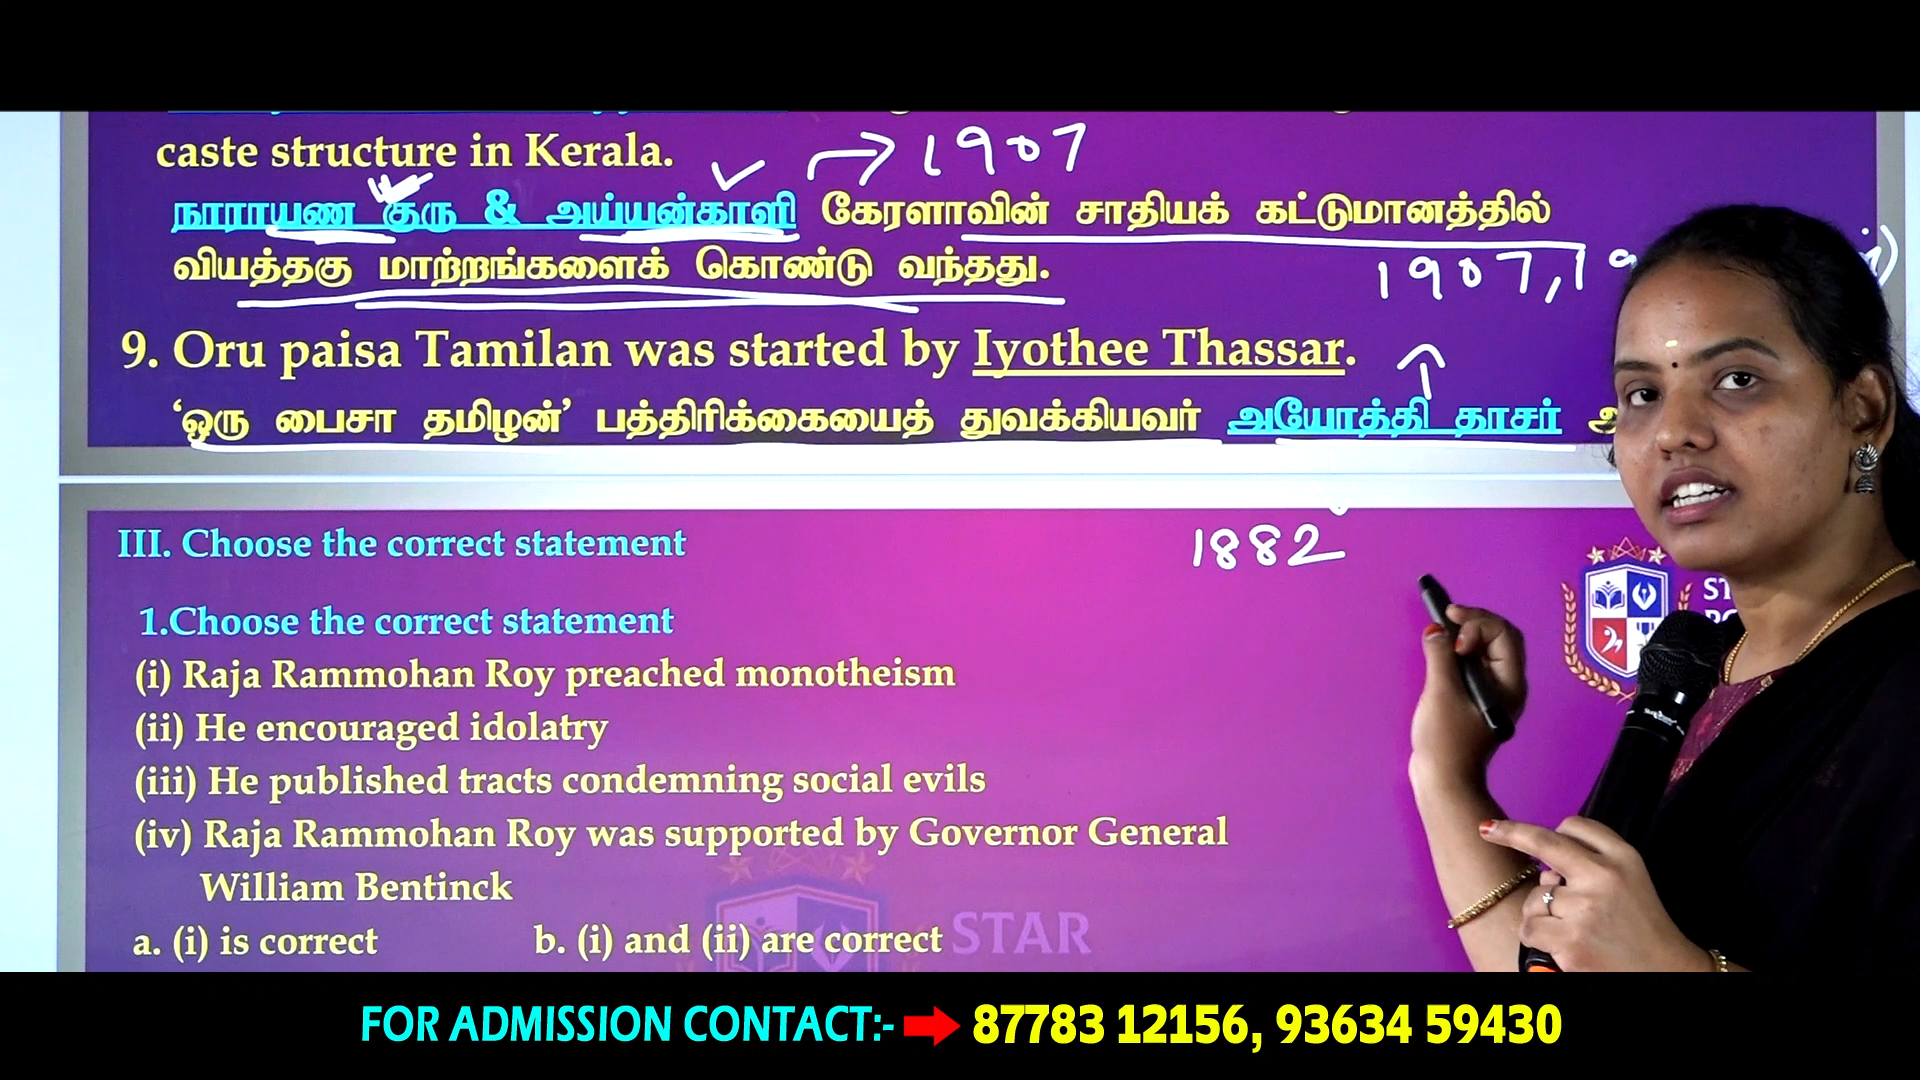 caste structure in Kerala.
→ 1907
நாராயண குரு & அய்யன்காளி கேரளாவின் சாதியக் கட்டுமானத்தில்
வியத்தகு மாற்றங்களைக் கொண்டு வந்தது.
1907, 19
9. Oru paisa Tamilan was started by Iyothee Thassar.
‘ஒரு பைசா தமிழன்’ பத்திரிக்கையைத் துவக்கியவர் அயோத்தி தாசர்
III. Choose the correct statement
1882
1.Choose the correct statement
(i) Raja Rammohan Roy preached monotheism
(ii) He encouraged idolatry
(iii) He published tracts condemning social evils
(iv) Raja Rammohan Roy was supported by Governor General
William Bentinck
a. (i) is correct b. (i) and (ii) are correct
STAR
FOR ADMISSION CONTACT:- 87783 12156, 93634 59430